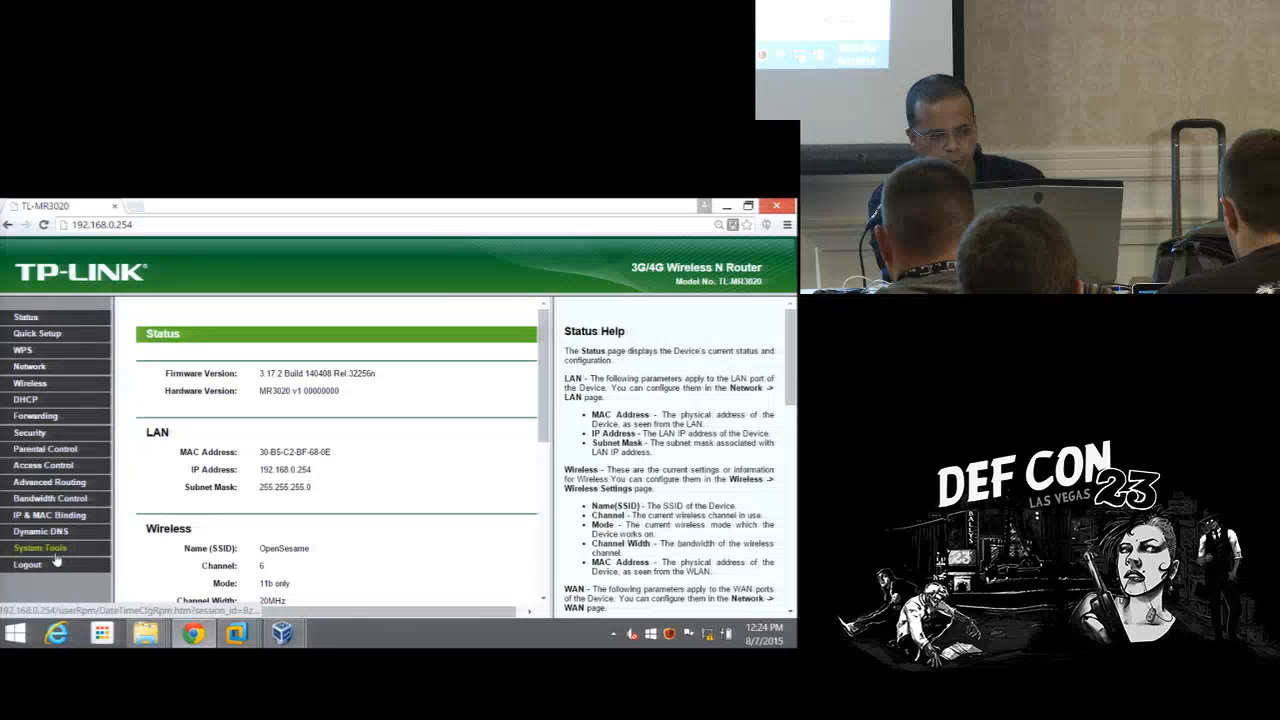 TL-MR3020
192.168.0.254
TP-LINK
3G/4G Wireless N Router
Model No. TL-MR3020
Status
Quick Setup
WPS
Network
Wireless
DHCP
Forwarding
Security
Parental Control
Access Control
Advanced Routing
Bandwidth Control
IP & MAC Binding
Dynamic DNS
System Tools
Logout
Status
Firmware Version: 3.17.2 Build 140408 Rel.32256n
Hardware Version: MR3020 v1 00000000
LAN
MAC Address: 30-B5-C2-BF-68-0E
IP Address: 192.168.0.254
Subnet Mask: 255.255.255.0
Wireless
Name (SSID): OpenSesame
Channel: 6
Mode: 11b only
Channel Width: 20MHz
Status Help
The Status page displays the Device's current status and
configuration.
LAN - The following parameters apply to the LAN port of
the Device. You can configure them in the Network ->
LAN page.
MAC Address - The physical address of the
Device, as seen from the LAN.
IP Address - The LAN IP address of the Device.
Subnet Mask - The subnet mask associated with
LAN IP address.
Wireless - These are the current settings or information
for Wireless.You can configure them in the Wireless ->
Wireless Settings page.
Name(SSID) - The SSID of the Device.
Channel - The current wireless channel in use.
Mode - The current wireless mode which the
Device works on.
Channel Width - The bandwidth of the wireless
channel.
MAC Address - The physical address of the
Device, as seen from the WLAN.
WAN - The following parameters apply to the WAN ports
of the Device. You can configure them in the Network ->
WAN page.
192.168.0.254/userRpm/DateTimeCfgRpm.htm?session_id=Bz...
12:24 PM
8/7/2015
DEF CON
LAS VEGAS 23
BALLYS